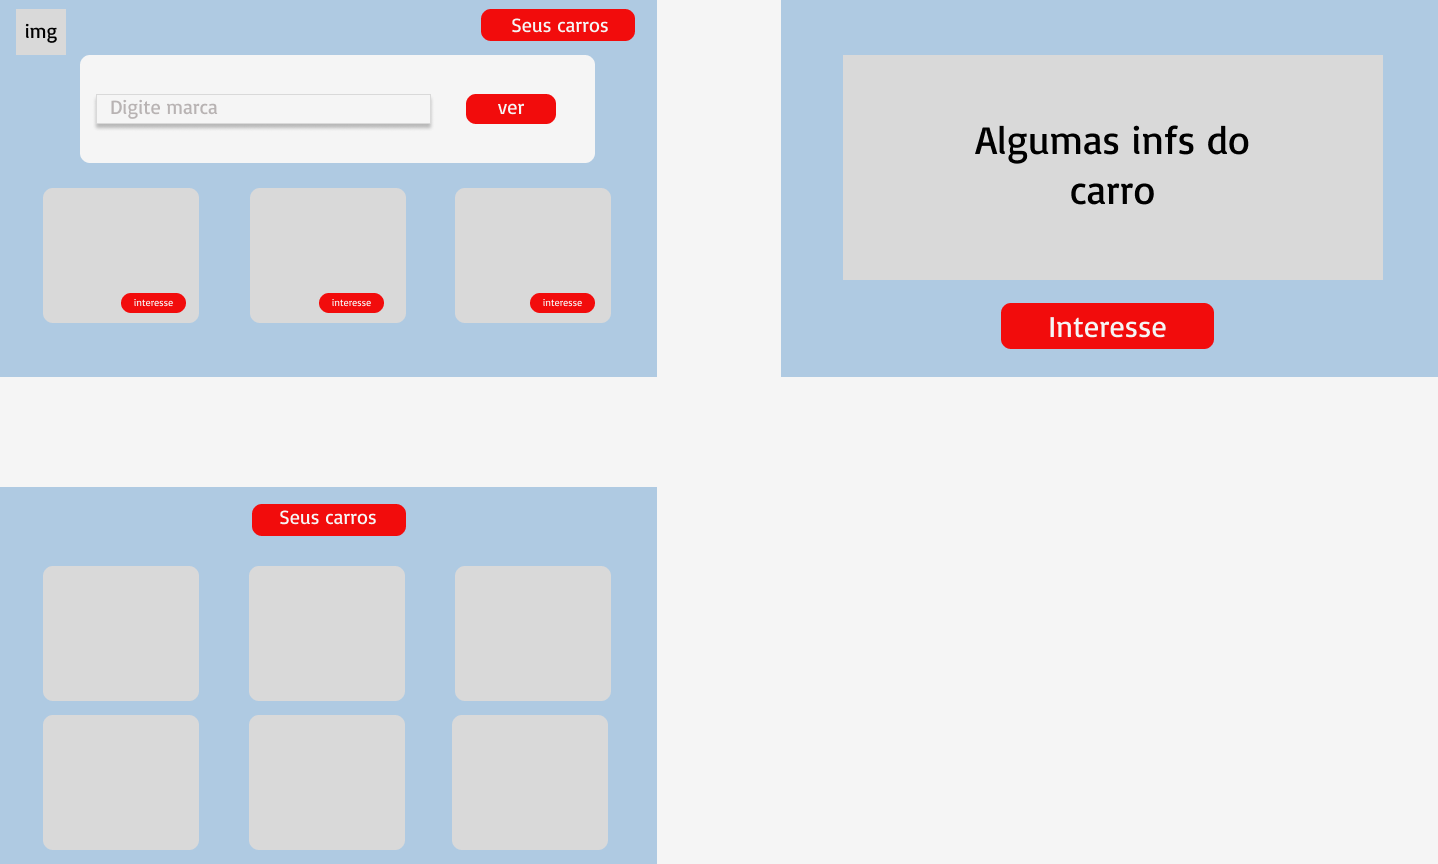 img
Seus carros
Digite marca
ver
interesse
interesse
interesse
Algumas infs do
carro
Interesse
Seus carros